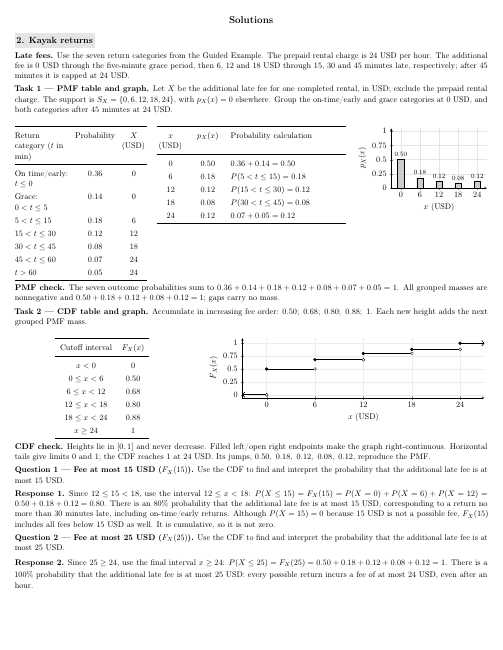 Solutions
2. Kayak returns
Late fees. Use the seven return categories from the Guided Example. The prepaid rental charge is 24 USD per hour. The additional
fee is 0 USD through the five-minute grace period, then 6, 12 and 18 USD through 15, 30 and 45 minutes late, respectively; after 45
minutes it is capped at 24 USD.
Task 1 — PMF table and graph. Let X be the additional late fee for one completed rental, in USD; exclude the prepaid rental
charge. The support is S_X = {0, 6, 12, 18, 24}, with p_X(x) = 0 elsewhere. Group the on-time/early and grace categories at 0 USD, and
both categories after 45 minutes at 24 USD.
Return category (t in min) Probability X (USD)
On time/early: t ≤ 0 0.36 0
Grace: 0 < t ≤ 5 0.14 0
5 < t ≤ 15 0.18 6
15 < t ≤ 30 0.12 12
30 < t ≤ 45 0.08 18
45 < t ≤ 60 0.07 24
t > 60 0.05 24
x (USD) p_X(x) Probability calculation
0 0.50 0.36 + 0.14 = 0.50
6 0.18 P(5 < t ≤ 15) = 0.18
12 0.12 P(15 < t ≤ 30) = 0.12
18 0.08 P(30 < t ≤ 45) = 0.08
24 0.12 0.07 + 0.05 = 0.12
p_X(x)
1
0.75
0.5
0.25
0
0.50 0.18 0.12 0.08 0.12
0 6 12 18 24
x (USD)
PMF check. The seven outcome probabilities sum to 0.36 + 0.14 + 0.18 + 0.12 + 0.08 + 0.07 + 0.05 = 1. All grouped masses are
nonnegative and 0.50 + 0.18 + 0.12 + 0.08 + 0.12 = 1; gaps carry no mass.
Task 2 — CDF table and graph. Accumulate in increasing fee order: 0.50; 0.68; 0.80; 0.88; 1. Each new height adds the next
grouped PMF mass.
Cutoff interval F_X(x)
x < 0 0
0 ≤ x < 6 0.50
6 ≤ x < 12 0.68
12 ≤ x < 18 0.80
18 ≤ x < 24 0.88
x ≥ 24 1
F_X(x)
1
0.75
0.5
0.25
0
0 6 12 18 24
x (USD)
CDF check. Heights lie in [0, 1] and never decrease. Filled left/open right endpoints make the graph right-continuous. Horizontal
tails give limits 0 and 1; the CDF reaches 1 at 24 USD. Its jumps, 0.50, 0.18, 0.12, 0.08, 0.12, reproduce the PMF.
Question 1 — Fee at most 15 USD (F_X(15)). Use the CDF to find and interpret the probability that the additional late fee is at
most 15 USD.
Response 1. Since 12 ≤ 15 < 18, use the interval 12 ≤ x < 18: P(X ≤ 15) = F_X(15) = P(X = 0) + P(X = 6) + P(X = 12) =
0.50 + 0.18 + 0.12 = 0.80. There is an 80% probability that the additional late fee is at most 15 USD, corresponding to a return no
more than 30 minutes late, including on-time/early returns. Although P(X = 15) = 0 because 15 USD is not a possible fee, F_X(15)
includes all fees below 15 USD as well. It is cumulative, so it is not zero.
Question 2 — Fee at most 25 USD (F_X(25)). Use the CDF to find and interpret the probability that the additional late fee is at
most 25 USD.
Response 2. Since 25 ≥ 24, use the final interval x ≥ 24: P(X ≤ 25) = F_X(25) = 0.50 + 0.18 + 0.12 + 0.08 + 0.12 = 1. There is a
100% probability that the additional late fee is at most 25 USD: every possible return incurs a fee of at most 24 USD, even after an
hour.